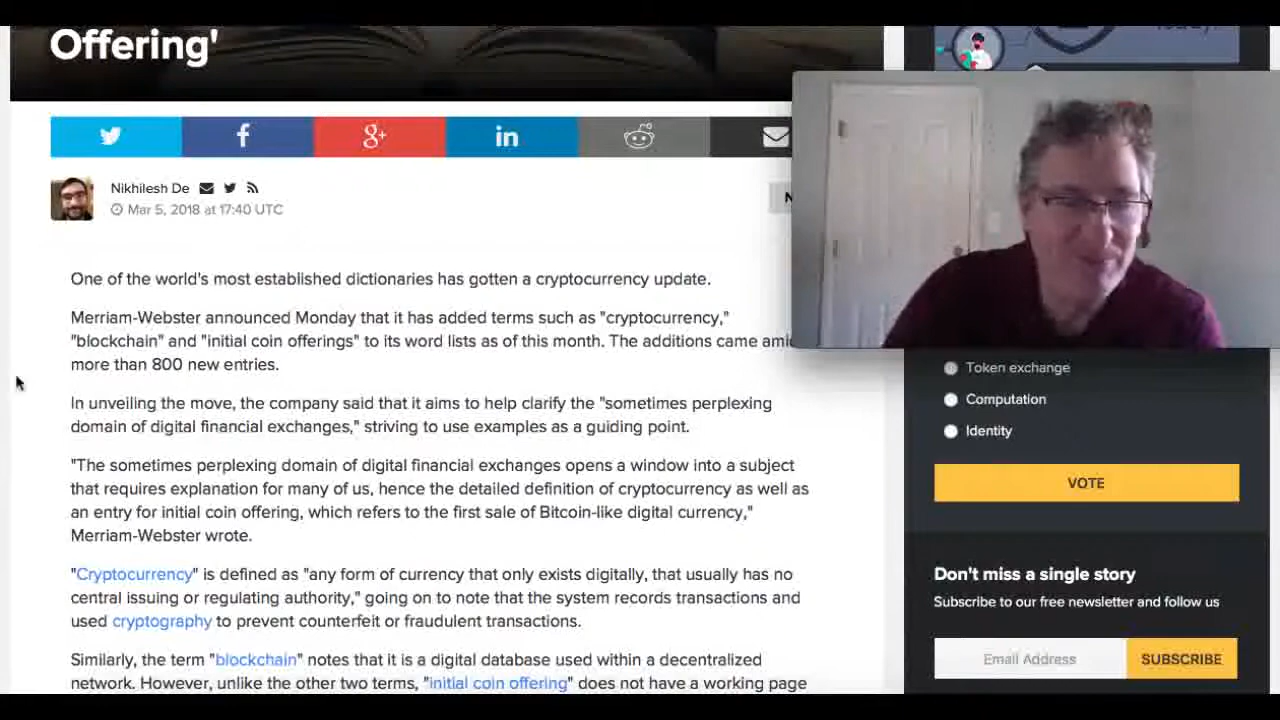 Offering'
Nikhilesh De
Mar 5, 2018 at 17:40 UTC
One of the world's most established dictionaries has gotten a cryptocurrency update.
Merriam-Webster announced Monday that it has added terms such as "cryptocurrency,"
"blockchain" and "initial coin offerings" to its word lists as of this month. The additions came
more than 800 new entries.
In unveiling the move, the company said that it aims to help clarify the "sometimes perplexing
domain of digital financial exchanges," striving to use examples as a guiding point.
"The sometimes perplexing domain of digital financial exchanges opens a window into a subject
that requires explanation for many of us, hence the detailed definition of cryptocurrency as well as
an entry for initial coin offering, which refers to the first sale of Bitcoin-like digital currency,"
Merriam-Webster wrote.
"Cryptocurrency" is defined as "any form of currency that only exists digitally, that usually has no
central issuing or regulating authority," going on to note that the system records transactions and
used cryptography to prevent counterfeit or fraudulent transactions.
Similarly, the term "blockchain" notes that it is a digital database used within a decentralized
network. However, unlike the other two terms, "initial coin offering" does not have a working page
Token exchange
Computation
Identity
VOTE
Don't miss a single story
Subscribe to our free newsletter and follow us
Email Address
SUBSCRIBE